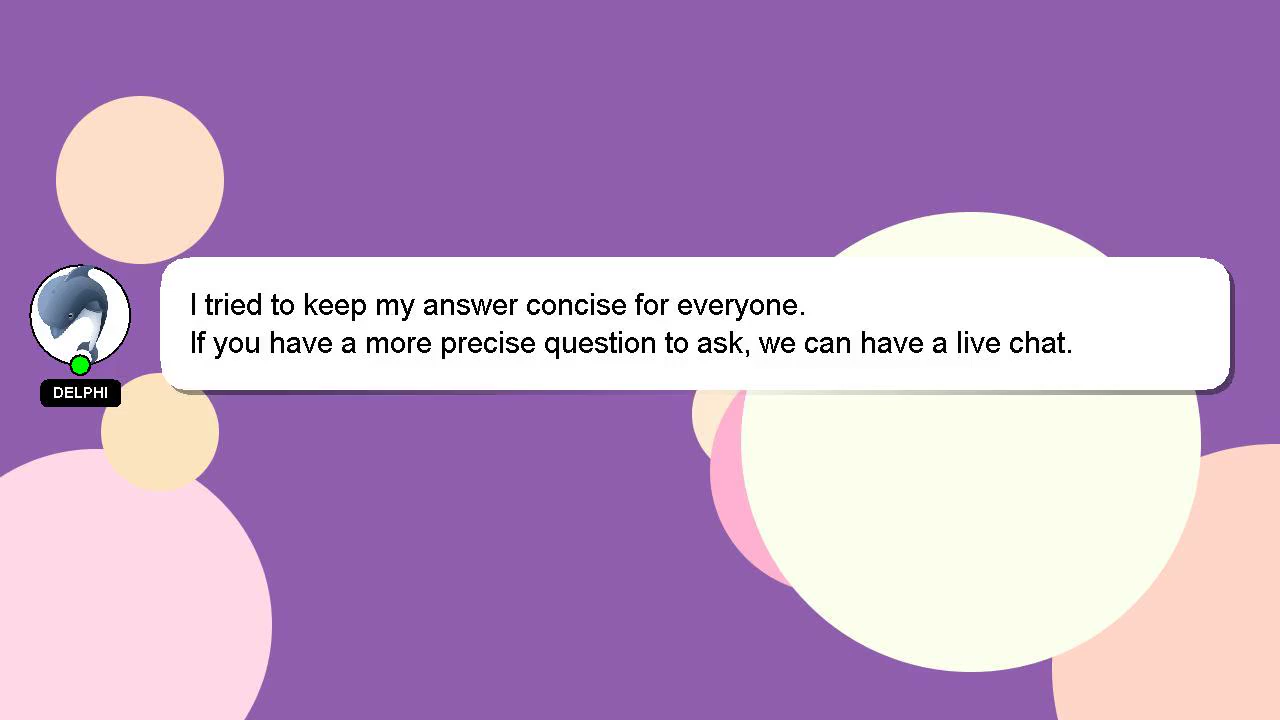 I tried to keep my answer concise for everyone.
If you have a more precise question to ask, we can have a live chat.
DELPHI